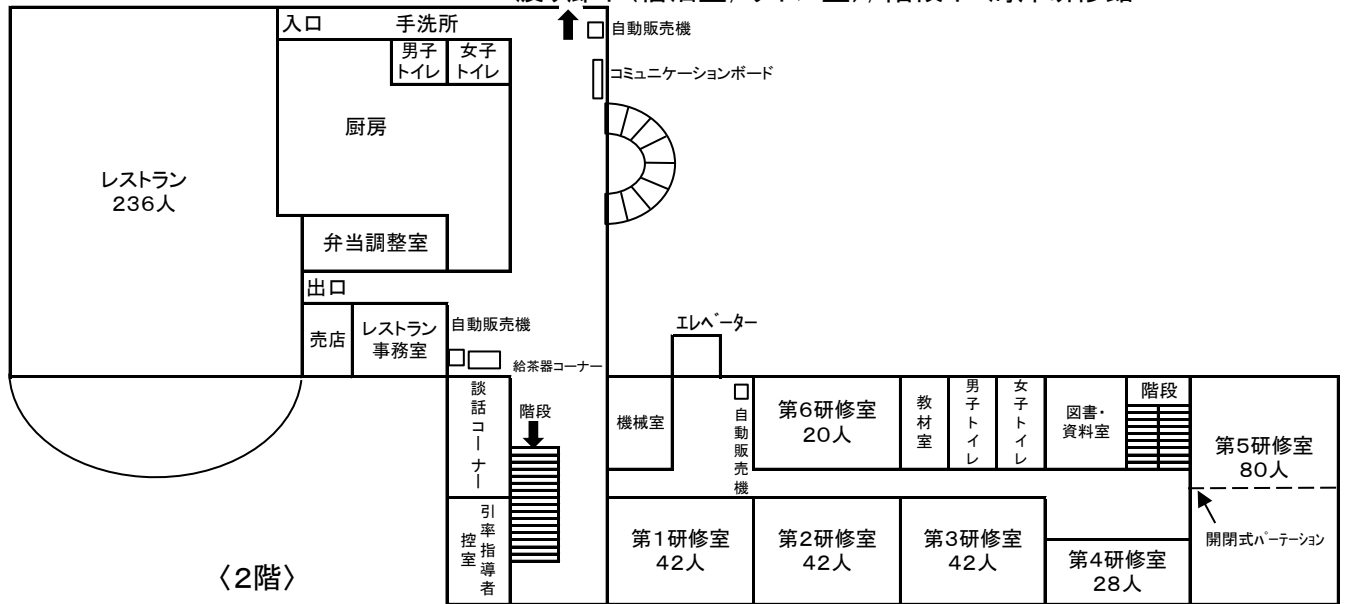 入口
手洗所
自動販売機
男子
トイレ
女子
トイレ
コミュニケーションボード
厨房
レストラン
236人
弁当調整室
出口
売店
レストラン
事務室
自動販売機
給茶器コーナー
エレベーター
談話コーナー
階段
機械室
自動販売機
第6研修室
20人
教材室
男子トイレ
女子トイレ
図書・
資料室
階段
第5研修室
80人
開閉式パーテーション
引率指導者
控室
第1研修室
42人
第2研修室
42人
第3研修室
42人
第4研修室
28人
〈2階〉